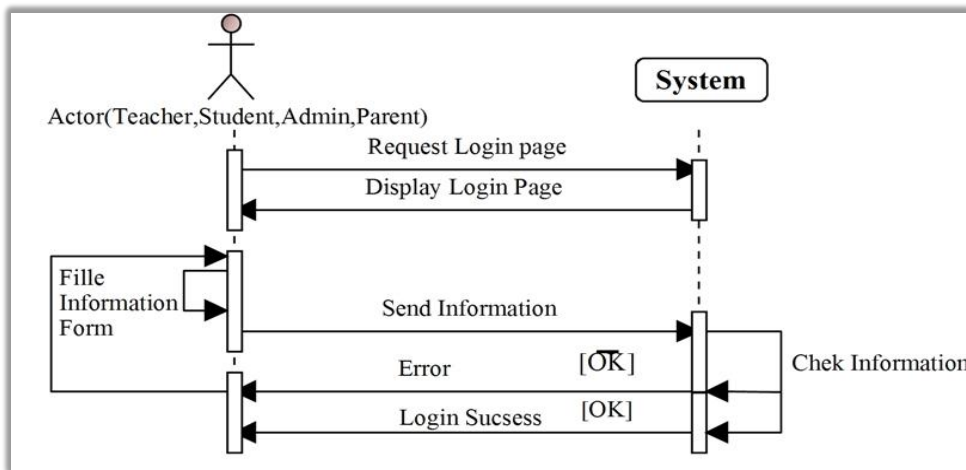 System
Actor(Teacher,Student,Admin,Parent)
Request Login page
Display Login Page
Fille
Information
Form
Send Information
Error
[O̅K̅]
Chek Information
Login Sucsess
[OK]